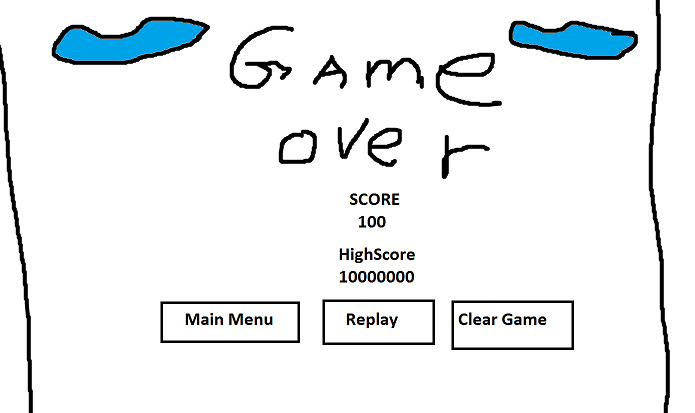 GAme
over
SCORE
100
HighScore
10000000
Main Menu
Replay
Clear Game